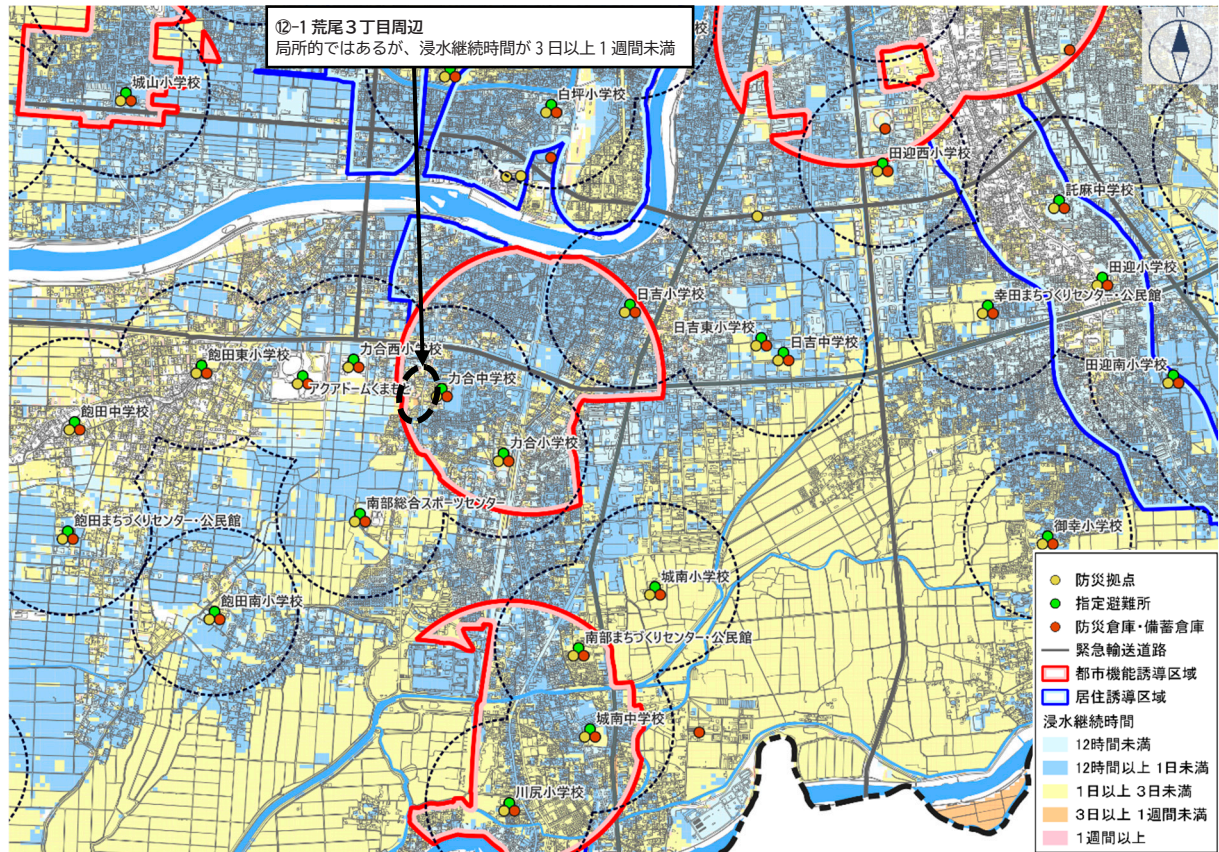 ⑫-1 荒尾3丁目周辺
局所的ではあるが、浸水継続時間が3日以上1週間未満
校
N
城山小学校
白坪小学校
田迎西小学校
託麻中学校
田迎小学校
幸田まちづくりセンター・公民館
日吉小学校
日吉東小学校
日吉中学校
田迎南小学校
飽田東小学校
力合西小学校
アクアドームくまもと
力合中学校
飽田中学校
力合小学校
南部総合スポーツセンター
飽田まちづくりセンター・公民館
御幸小学校
城南小学校
飽田南小学校
南部まちづくりセンター・公民館
城南中学校
川尻小学校
防災拠点
指定避難所
防災倉庫・備蓄倉庫
緊急輸送道路
都市機能誘導区域
居住誘導区域
浸水継続時間
12時間未満
12時間以上 1日未満
1日以上 3日未満
3日以上 1週間未満
1週間以上